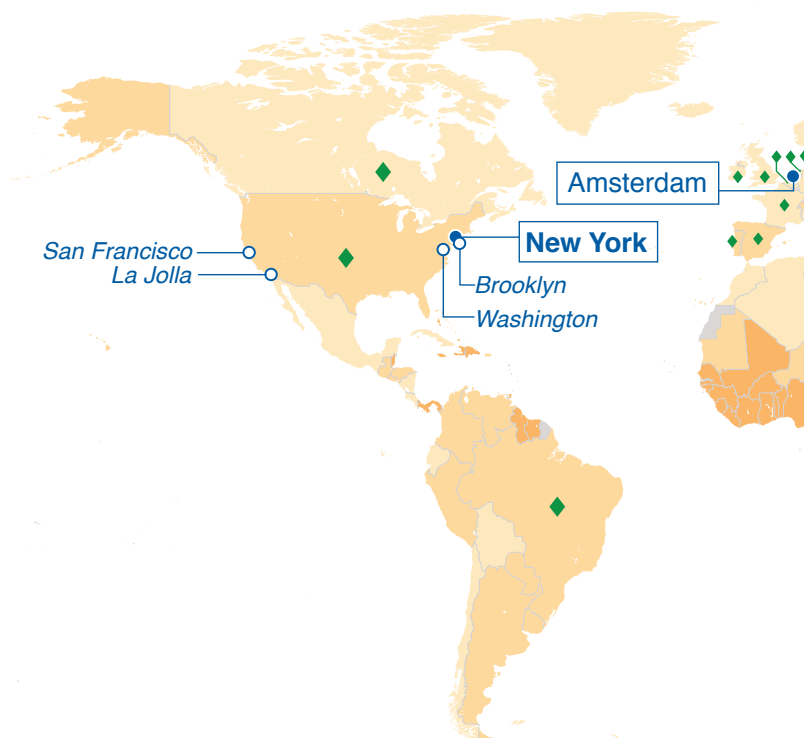 Amsterdam
New York
San Francisco
La Jolla
Brooklyn
Washington